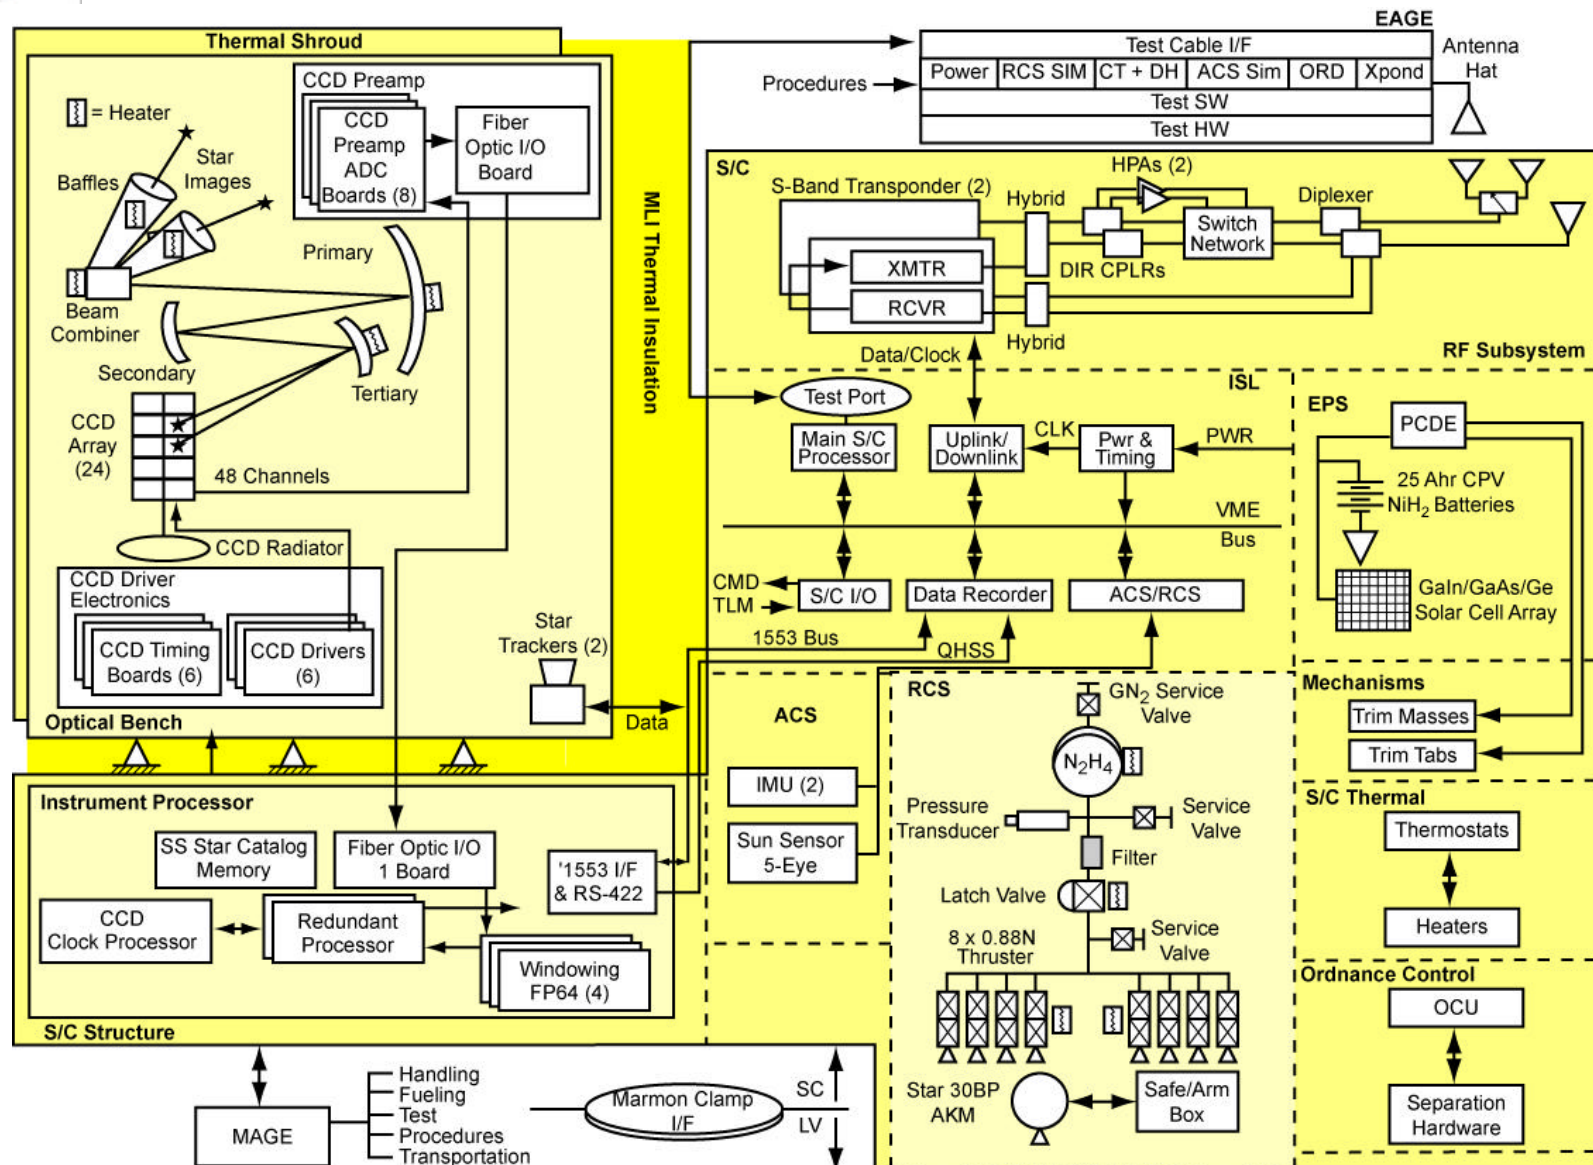 EAGE
Thermal Shroud
Test Cable I/F
Antenna
Hat
Power
RCS SIM
CT + DH
ACS Sim
ORD
Xpond
Procedures
Test SW
Test HW
CCD Preamp
= Heater
CCD
Preamp
ADC
Boards (8)
Fiber
Optic I/O
Board
Star
Images
Baffles
Primary
Beam
Combiner
Secondary
Tertiary
CCD
Array
(24)
48 Channels
CCD Radiator
CCD Driver
Electronics
CCD Timing
Boards (6)
CCD Drivers
(6)
Optical Bench
Star
Trackers (2)
Data
MLI Thermal Insulation
S/C
S-Band Transponder (2)
XMTR
RCVR
Hybrid
HPAs (2)
Diplexer
Switch
Network
DIR CPLRs
Hybrid
Data/Clock
RF Subsystem
ISL
Test Port
Main S/C
Processor
Uplink/
Downlink
CLK
Pwr &
Timing
PWR
VME
Bus
CMD
TLM
S/C I/O
Data Recorder
ACS/RCS
1553 Bus
QHSS
EPS
PCDE
25 Ahr CPV
NiH2 Batteries
GaIn/GaAs/Ge
Solar Cell Array
Mechanisms
Trim Masses
Trim Tabs
S/C Thermal
Thermostats
Heaters
Ordnance Control
OCU
Separation
Hardware
ACS
IMU (2)
Sun Sensor
5-Eye
RCS
GN2 Service
Valve
N2H4
Pressure
Transducer
Service
Valve
Filter
Latch Valve
Service
Valve
8 x 0.88N
Thruster
Star 30BP
AKM
Safe/Arm
Box
Instrument Processor
SS Star Catalog
Memory
Fiber Optic I/O
1 Board
'1553 I/F
& RS-422
CCD
Clock Processor
Redundant
Processor
Windowing
FP64 (4)
S/C Structure
MAGE
Handling
Fueling
Test
Procedures
Transportation
Marmon Clamp
I/F
SC
LV